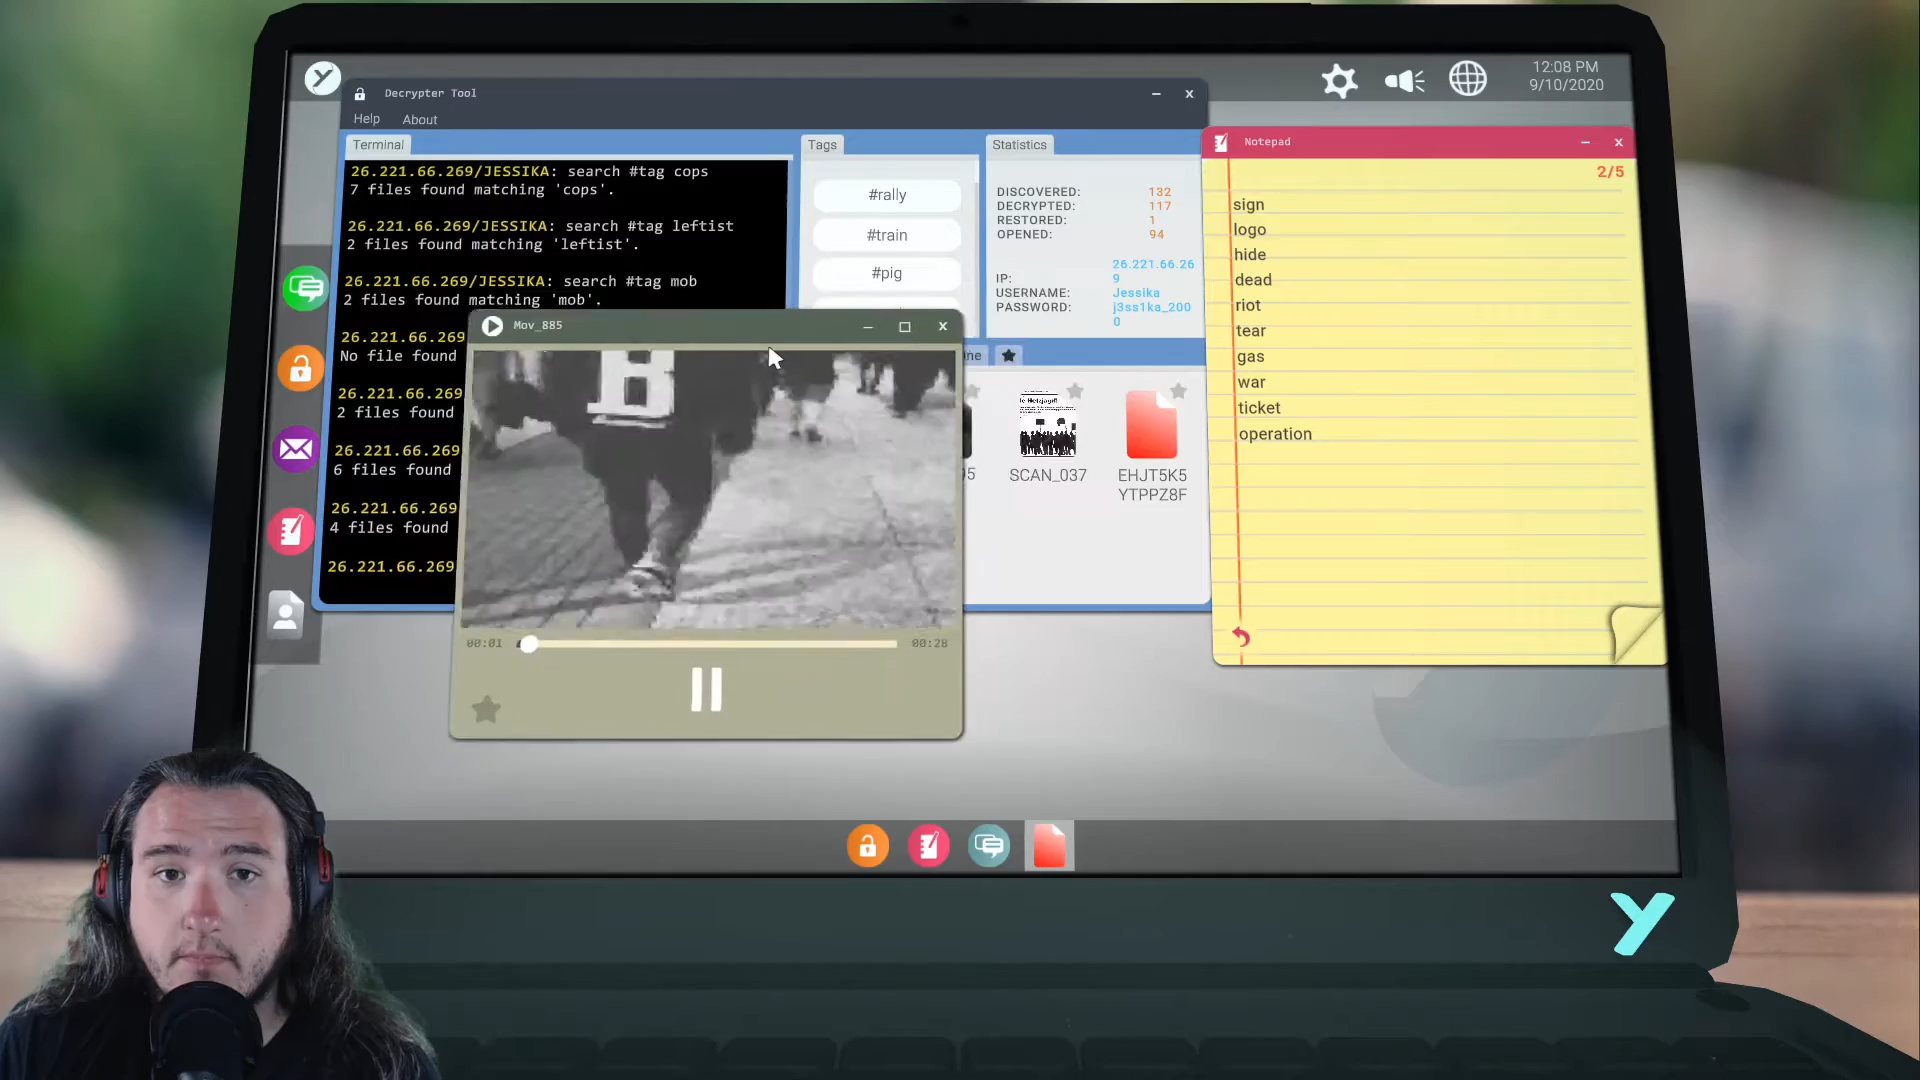 12:08 PM
9/10/2020
Decrypter Tool
Help About
Terminal
26.221.66.269/JESSIKA: search #tag cops
7 files found matching 'cops'.
26.221.66.269/JESSIKA: search #tag leftist
2 files found matching 'leftist'.
26.221.66.269/JESSIKA: search #tag mob
2 files found matching 'mob'.
26.221.66.269
No file found
26.221.66.269
2 files found
26.221.66.269
6 files found
26.221.66.269
4 files found
26.221.66.269
Tags
#rally
#train
#pig
Statistics
DISCOVERED: 132
DECRYPTED: 117
RESTORED: 1
OPENED: 94
IP: 26.221.66.26
9
USERNAME: Jessika
PASSWORD: j3ss1ka_200
0
Mov_885
B
00:01
00:28
ne
95
SCAN_037
EHJT5K5
YTPPZ8F
Notepad
2/5
sign
logo
hide
dead
riot
tear
gas
war
ticket
operation